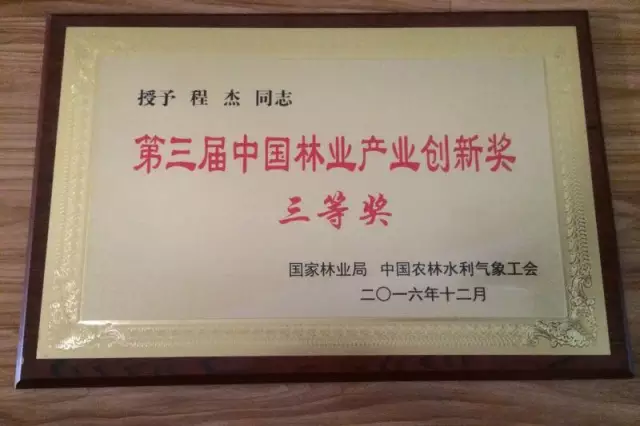 授予 程 杰 同志
第三届中国林业产业创新奖
三等奖
国家林业局 中国农林水利气象工会
二〇一六年十二月